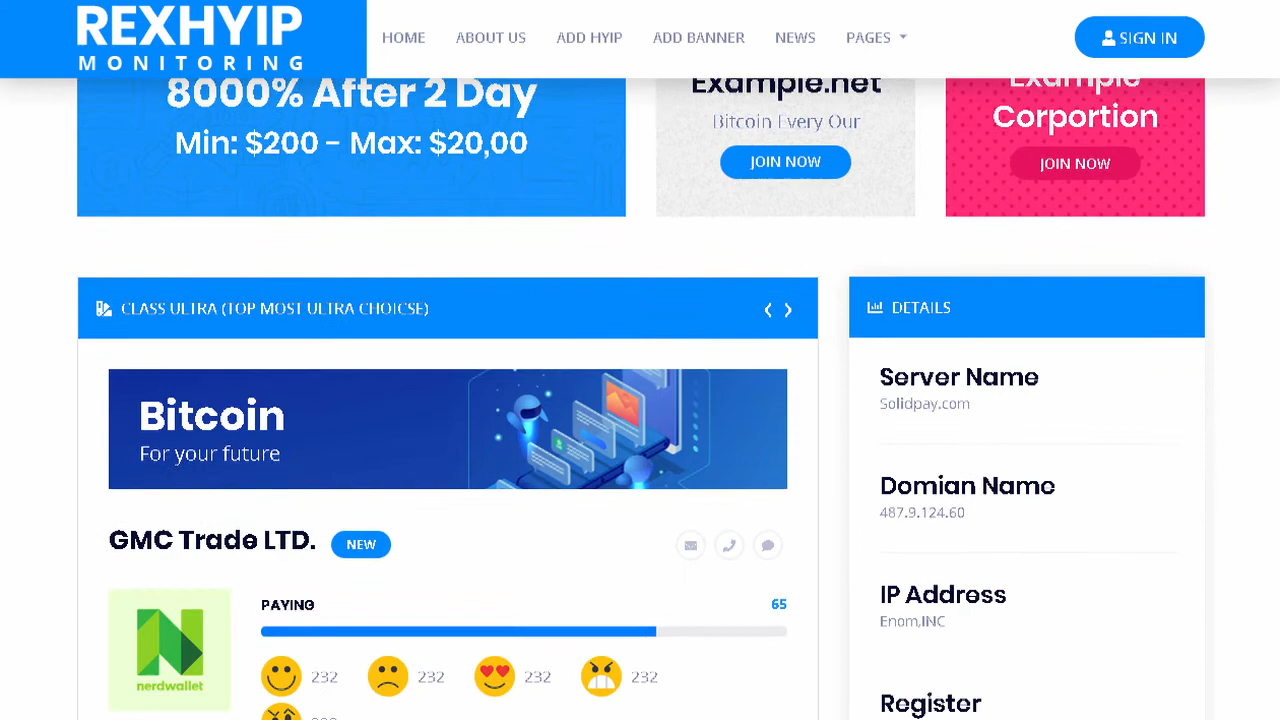 REXHYIP
MONITORING
HOME
ABOUT US
ADD HYIP
ADD BANNER
NEWS
PAGES
SIGN IN
8000% After 2 Day
Min: $200 - Max: $20,00
Example.net
Bitcoin Every Our
JOIN NOW
Example
Corportion
JOIN NOW
CLASS ULTRA (TOP MOST ULTRA CHOICSE)
Bitcoin
For your future
GMC Trade LTD.
NEW
nerdwallet
PAYING
65
232
232
232
232
DETAILS
Server Name
Solidpay.com
Domian Name
487.9.124.60
IP Address
Enom,INC
Register